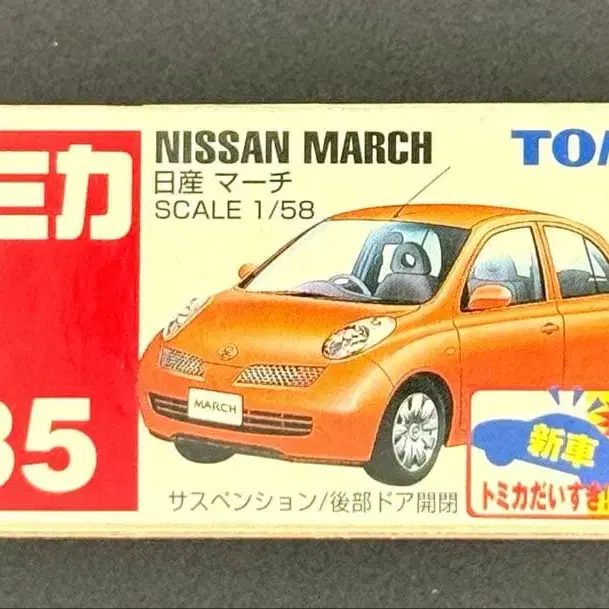 ミカ
35
NISSAN MARCH
日産 マーチ
SCALE 1/58
TOM
MARCH
サスペンション/後部ドア開閉
新車
トミカだいすき